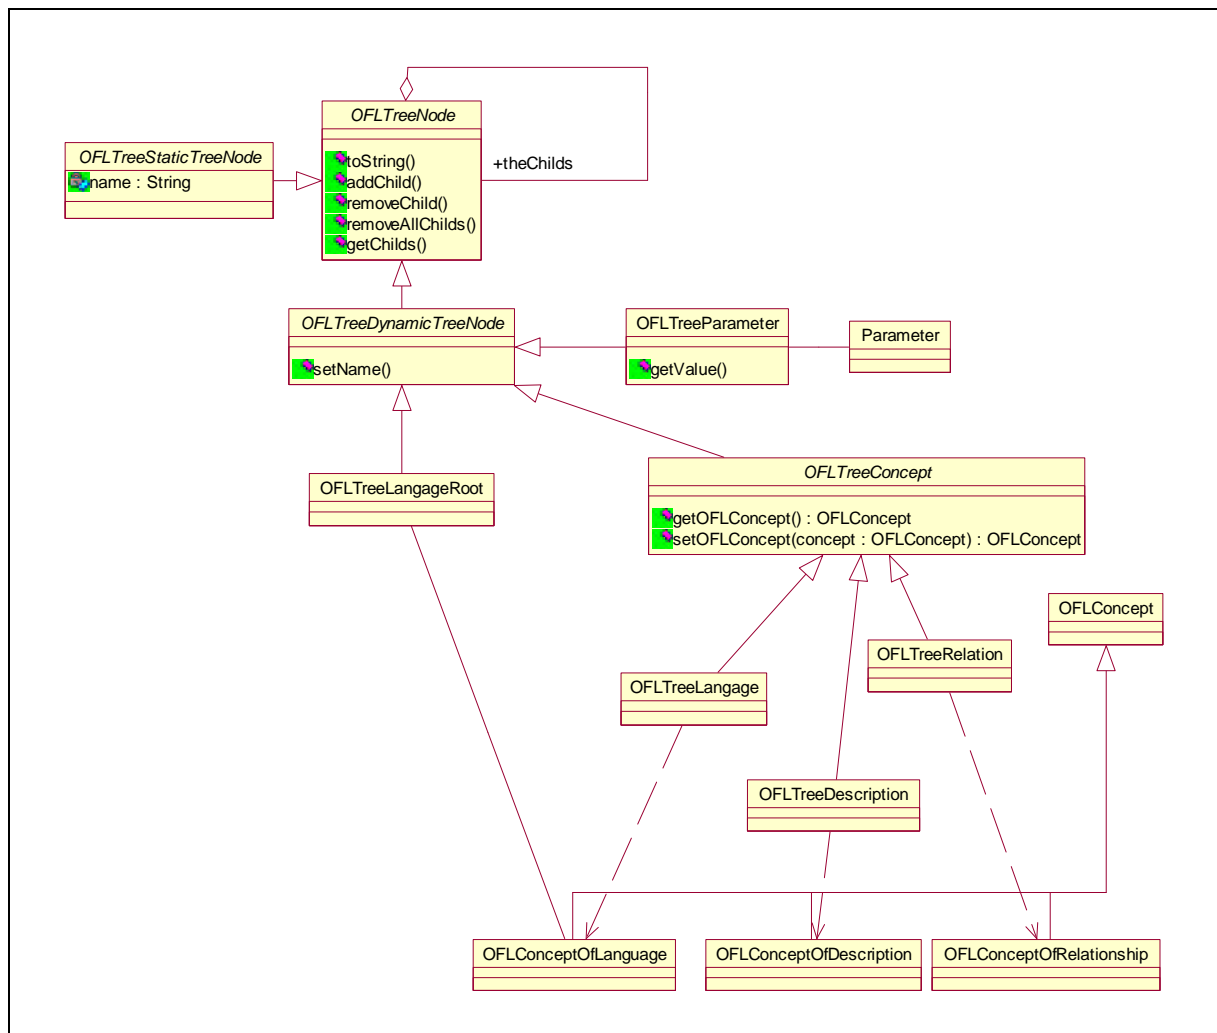 OFLTreeNode
toString()
addChild()
removeChild()
removeAllChilds()
getChilds()
+theChilds
OFLTreeStaticTreeNode
name : String
OFLTreeDynamicTreeNode
setName()
OFLTreeParameter
getValue()
Parameter
OFLTreeLangageRoot
OFLTreeConcept
getOFLConcept() : OFLConcept
setOFLConcept(concept : OFLConcept) : OFLConcept
OFLConcept
OFLTreeRelation
OFLTreeLangage
OFLTreeDescription
OFLConceptOfLanguage
OFLConceptOfDescription
OFLConceptOfRelationship